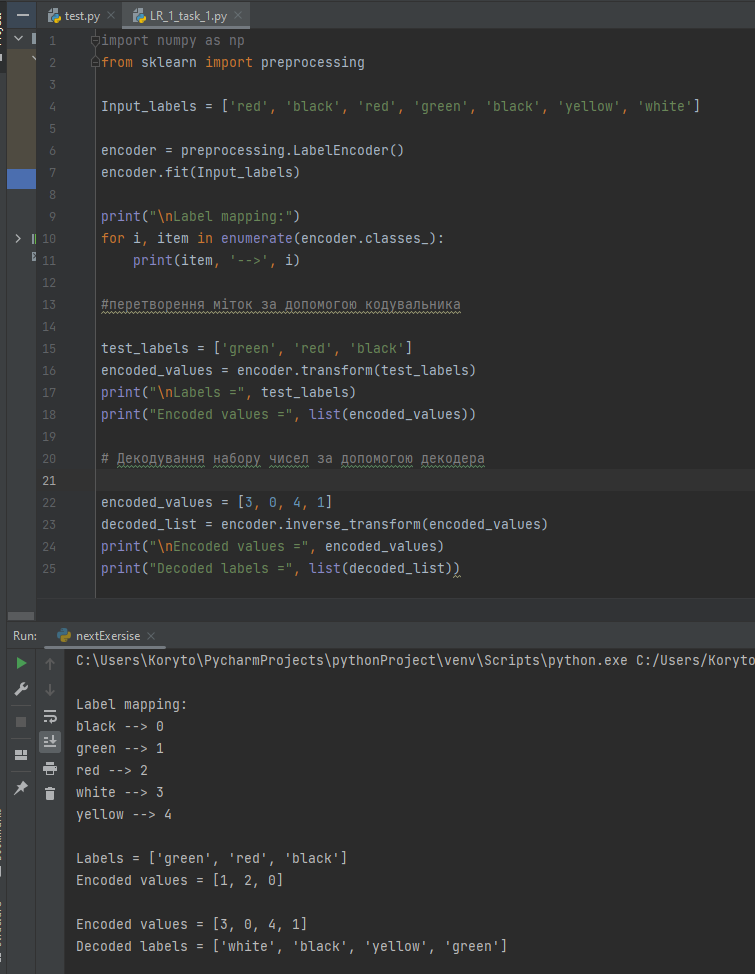 test.py
LR_1_task_1.py
1 import numpy as np
2 from sklearn import preprocessing
3
4 Input_labels = ['red', 'black', 'red', 'green', 'black', 'yellow', 'white']
5
6 encoder = preprocessing.LabelEncoder()
7 encoder.fit(Input_labels)
8
9 print("\nLabel mapping:")
10 for i, item in enumerate(encoder.classes_):
11     print(item, '-->', i)
12
13 #перетворення міток за допомогою кодувальника
14
15 test_labels = ['green', 'red', 'black']
16 encoded_values = encoder.transform(test_labels)
17 print("\nLabels =", test_labels)
18 print("Encoded values =", list(encoded_values))
19
20 # Декодування набору чисел за допомогою декодера
21
22 encoded_values = [3, 0, 4, 1]
23 decoded_list = encoder.inverse_transform(encoded_values)
24 print("\nEncoded values =", encoded_values)
25 print("Decoded labels =", list(decoded_list))
Run: nextExersise
C:\Users\Koryto\PycharmProjects\pythonProject\venv\Scripts\python.exe C:/Users/Koryto
Label mapping:
black --> 0
green --> 1
red --> 2
white --> 3
yellow --> 4
Labels = ['green', 'red', 'black']
Encoded values = [1, 2, 0]
Encoded values = [3, 0, 4, 1]
Decoded labels = ['white', 'black', 'yellow', 'green']